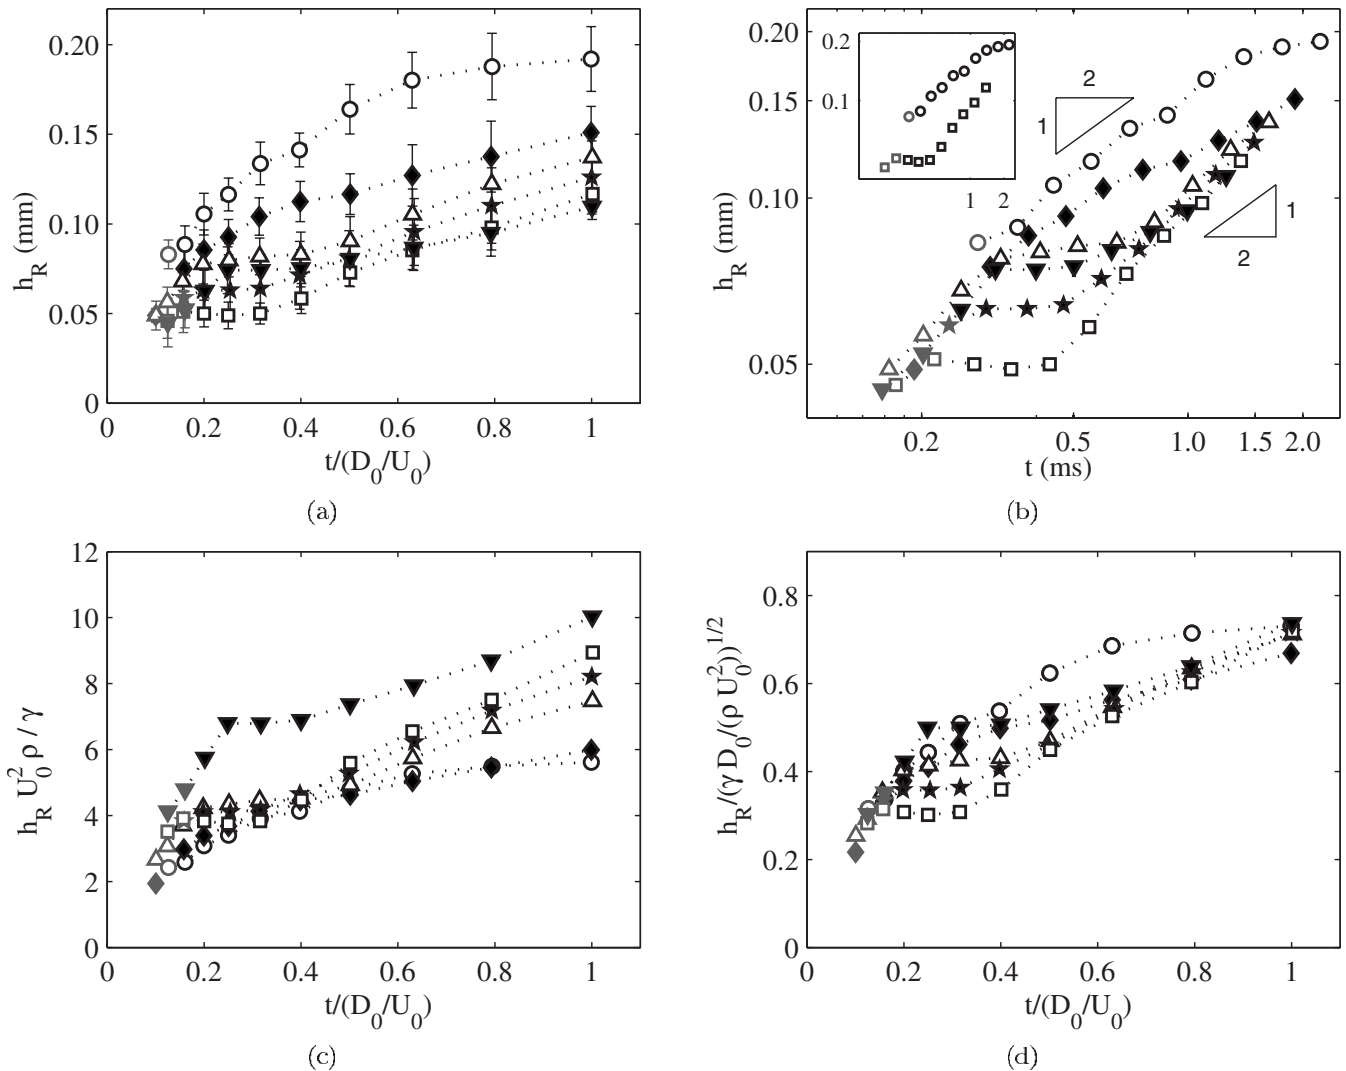 0.20
0.15
0.10
0.05
0
h_R (mm)
0 0.2 0.4 0.6 0.8 1
t/(D_0/U_0)
(a)
0.20
0.15
0.10
0.05
h_R (mm)
0.2
0.1
1 2
2
1
1
2
0.2 0.5 1.0 1.5 2.0
t (ms)
(b)
12
10
8
6
4
2
0
h_R U_0^2 ρ / γ
0 0.2 0.4 0.6 0.8 1
t/(D_0/U_0)
(c)
0.8
0.6
0.4
0.2
0
h_R/(γ D_0/(ρ U_0^2))^{1/2}
0 0.2 0.4 0.6 0.8 1
t/(D_0/U_0)
(d)